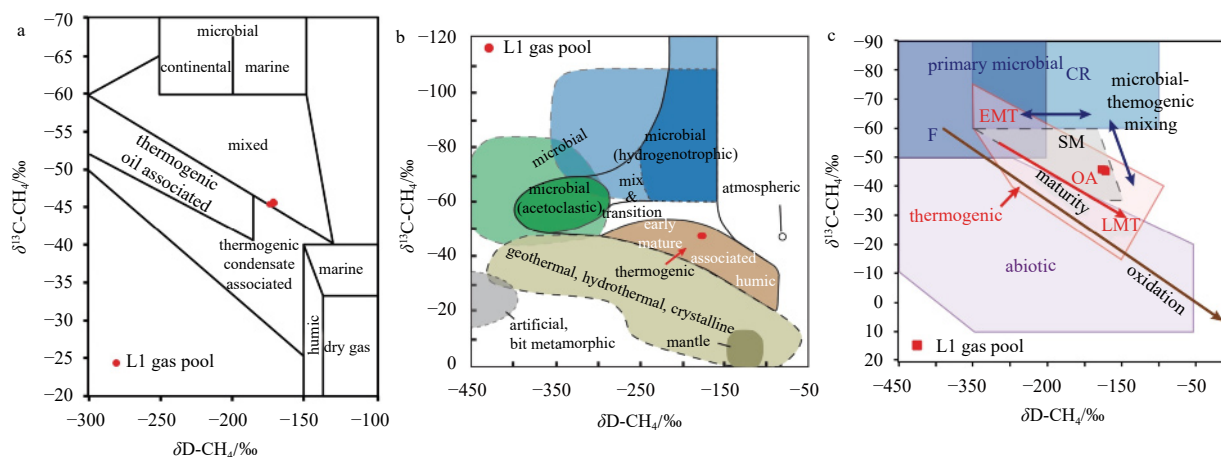 a
δ¹³C-CH₄/‰
−70
−65
−60
−55
−50
−45
−40
−35
−30
−25
−20
microbial
continental
marine
mixed
thermogenic
oil associated
thermogenic
condensate
associated
marine
humic
dry gas
L1 gas pool
−300
−250
−200
−150
−100
δD-CH₄/‰
b
δ¹³C-CH₄/‰
−120
−100
−80
−60
−40
−20
0
L1 gas pool
microbial
microbial
(hydrogenotrophic)
microbial
(acetoclastic)
mix
&
transition
atmospheric
early
mature
associated
thermogenic
humic
geothermal, hydrothermal, crystalline
artificial,
bit metamorphic
mantle
−450
−350
−250
−150
−50
δD-CH₄/‰
c
δ¹³C-CH₄/‰
−90
−80
−70
−60
−50
−40
−30
−20
−10
0
10
20
primary microbial
CR
microbial-
themogenic
mixing
EMT
F
SM
OA
maturity
LMT
thermogenic
abiotic
oxidation
L1 gas pool
−450
−350
−200
−150
−50
δD-CH₄/‰